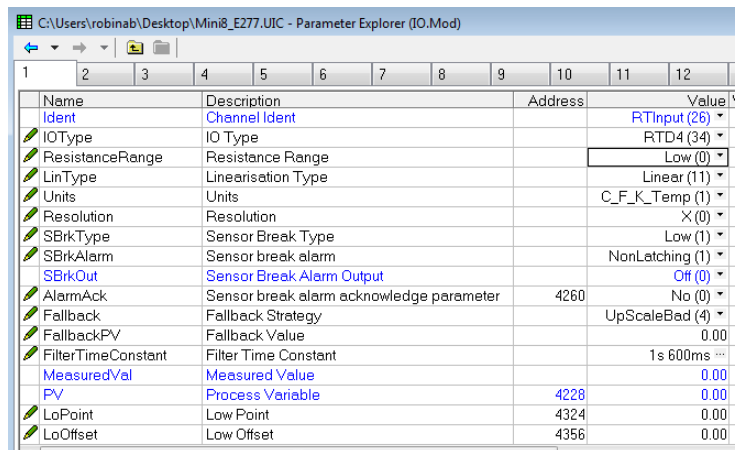 C:\Users\robinab\Desktop\Mini8_E277.UIC - Parameter Explorer (IO.Mod)
1 2 3 4 5 6 7 8 9 10 11 12
Name Description Address Value
Ident Channel Ident RTInput (26)
IOType IO Type RTD4 (34)
ResistanceRange Resistance Range Low (0)
LinType Linearisation Type Linear (11)
Units Units C_F_K_Temp (1)
Resolution Resolution X (0)
SBrkType Sensor Break Type Low (1)
SBrkAlarm Sensor break alarm NonLatching (1)
SBrkOut Sensor Break Alarm Output Off (0)
AlarmAck Sensor break alarm acknowledge parameter 4260 No (0)
Fallback Fallback Strategy UpScaleBad (4)
FallbackPV Fallback Value 0.00
FilterTimeConstant Filter Time Constant 1s 600ms ...
MeasuredVal Measured Value 0.00
PV Process Variable 4228 0.00
LoPoint Low Point 4324 0.00
LoOffset Low Offset 4356 0.00